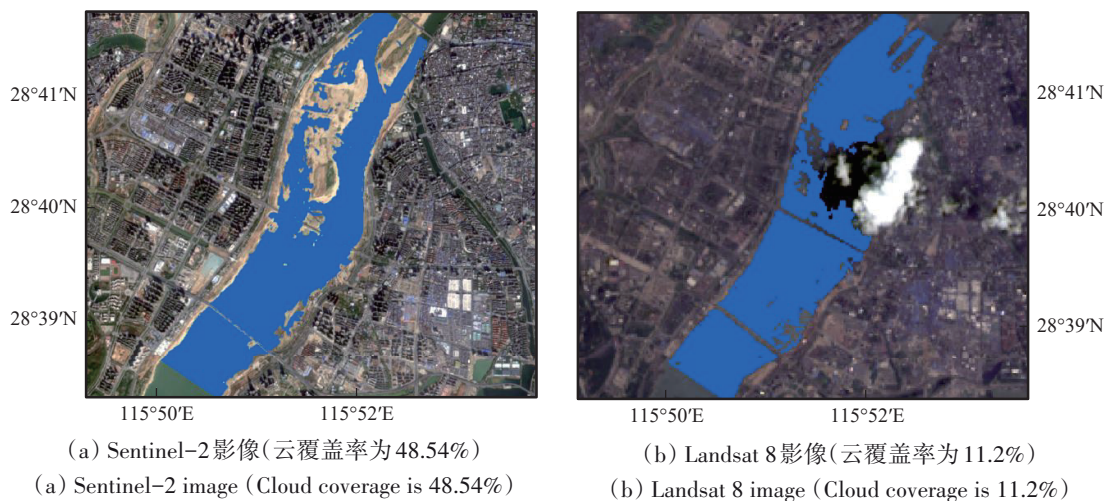 28°41′N
28°40′N
28°39′N
115°50′E
115°52′E
(a) Sentinel-2影像(云覆盖率为48.54%)
(a) Sentinel-2 image (Cloud coverage is 48.54%)
28°41′N
28°40′N
28°39′N
115°50′E
115°52′E
(b) Landsat 8影像(云覆盖率为11.2%)
(b) Landsat 8 image (Cloud coverage is 11.2%)